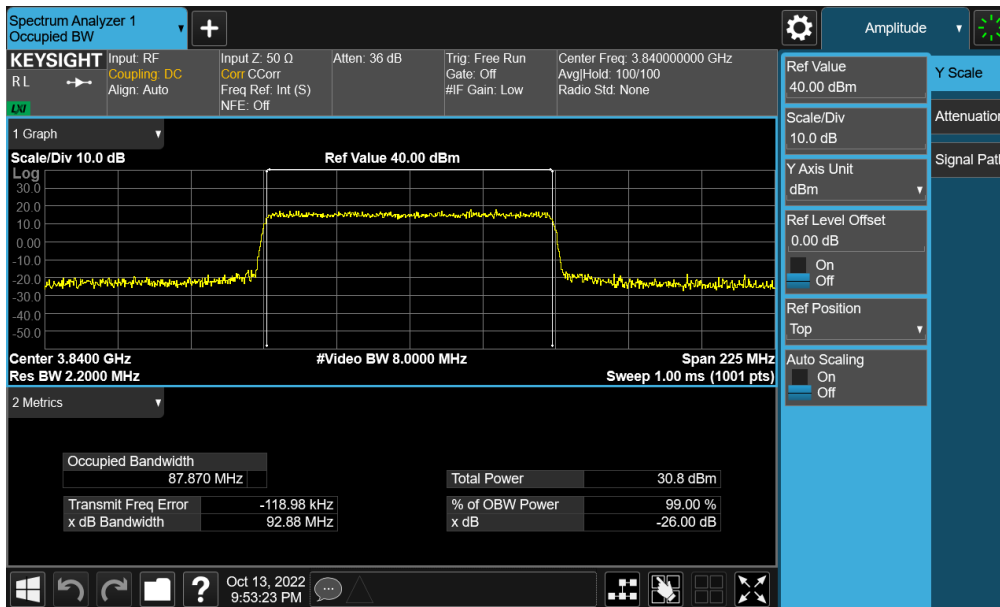 Spectrum Analyzer 1
Occupied BW
+
Amplitude
KEYSIGHT
R L
LXI
Input: RF
Coupling: DC
Align: Auto
Input Z: 50 Ω
Corr CCorr
Freq Ref: Int (S)
NFE: Off
Atten: 36 dB
Trig: Free Run
Gate: Off
#IF Gain: Low
Center Freq: 3.840000000 GHz
Avg|Hold: 100/100
Radio Std: None
1 Graph
Scale/Div 10.0 dB
Ref Value 40.00 dBm
Log
30.0
20.0
10.0
0.00
-10.0
-20.0
-30.0
-40.0
-50.0
Center 3.8400 GHz
#Video BW 8.0000 MHz
Span 225 MHz
Res BW 2.2000 MHz
Sweep 1.00 ms (1001 pts)
2 Metrics
Occupied Bandwidth
87.870 MHz
Total Power 30.8 dBm
Transmit Freq Error -118.98 kHz
% of OBW Power 99.00 %
x dB Bandwidth 92.88 MHz
x dB -26.00 dB
Ref Value
40.00 dBm
Scale/Div
10.0 dB
Y Axis Unit
dBm
Ref Level Offset
0.00 dB
On
Off
Ref Position
Top
Auto Scaling
On
Off
Y Scale
Attenuation
Signal Path
?
Oct 13, 2022
9:53:23 PM